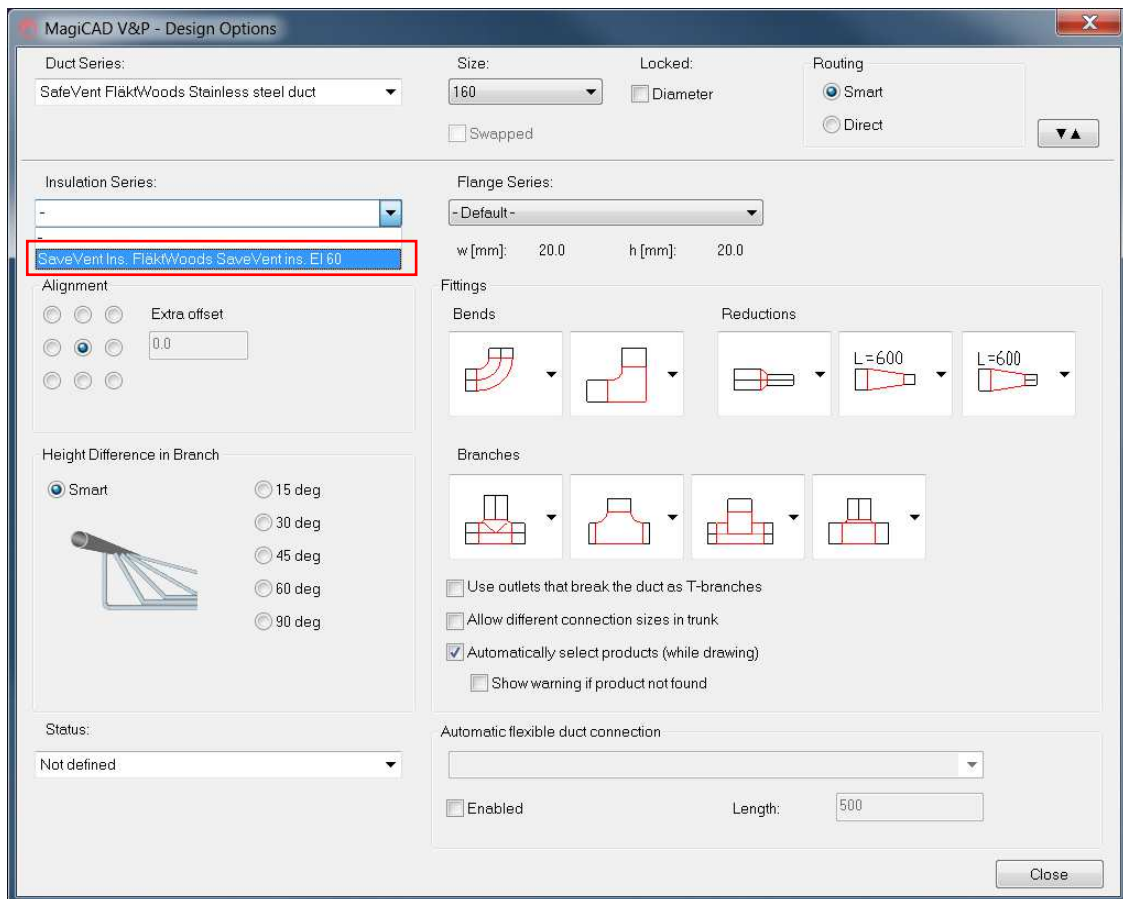 MagiCAD V&P - Design Options
Duct Series:
Size:
Locked:
Routing
SafeVent FläktWoods Stainless steel duct
160
Diameter
Smart
Swapped
Direct
Insulation Series:
Flange Series:
-
- Default -
-
SaveVent Ins. FläktWoods SaveVent ins. EI 60
w [mm]: 20.0 h [mm]: 20.0
Alignment
Extra offset
0.0
Fittings
Bends
Reductions
L=600
L=600
Height Difference in Branch
Smart
15 deg
30 deg
45 deg
60 deg
90 deg
Branches
Use outlets that break the duct as T-branches
Allow different connection sizes in trunk
Automatically select products (while drawing)
Show warning if product not found
Status:
Not defined
Automatic flexible duct connection
Enabled
Length:
500
Close